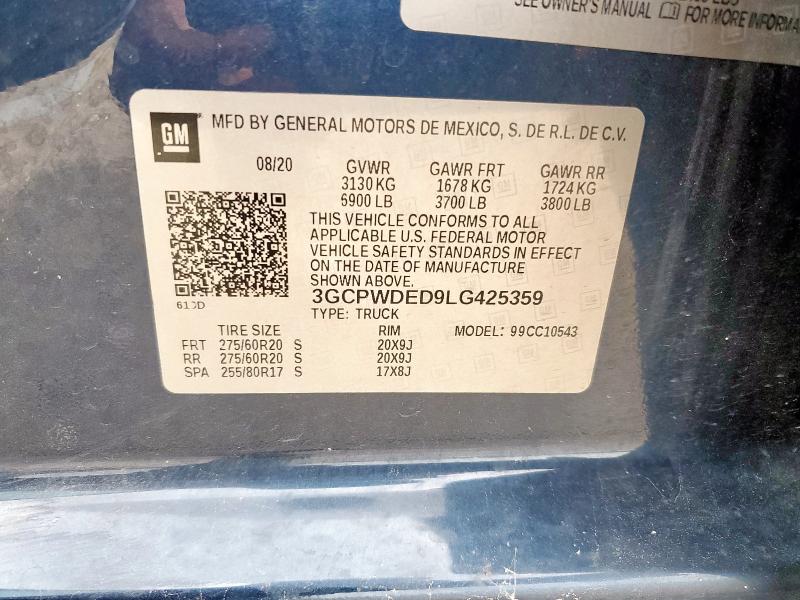 SEE OWNER'S MANUAL FOR MORE INFORMA
GM
MFD BY GENERAL MOTORS DE MEXICO, S. DE R.L. DE C.V.
08/20 GVWR GAWR FRT GAWR RR
3130 KG 1678 KG 1724 KG
6900 LB 3700 LB 3800 LB
THIS VEHICLE CONFORMS TO ALL
APPLICABLE U.S. FEDERAL MOTOR
VEHICLE SAFETY STANDARDS IN EFFECT
ON THE DATE OF MANUFACTURE
SHOWN ABOVE.
3GCPWDED9LG425359
TYPE: TRUCK
TIRE SIZE RIM MODEL: 99CC10543
FRT 275/60R20 S 20X9J
RR 275/60R20 S 20X9J
SPA 255/80R17 S 17X8J